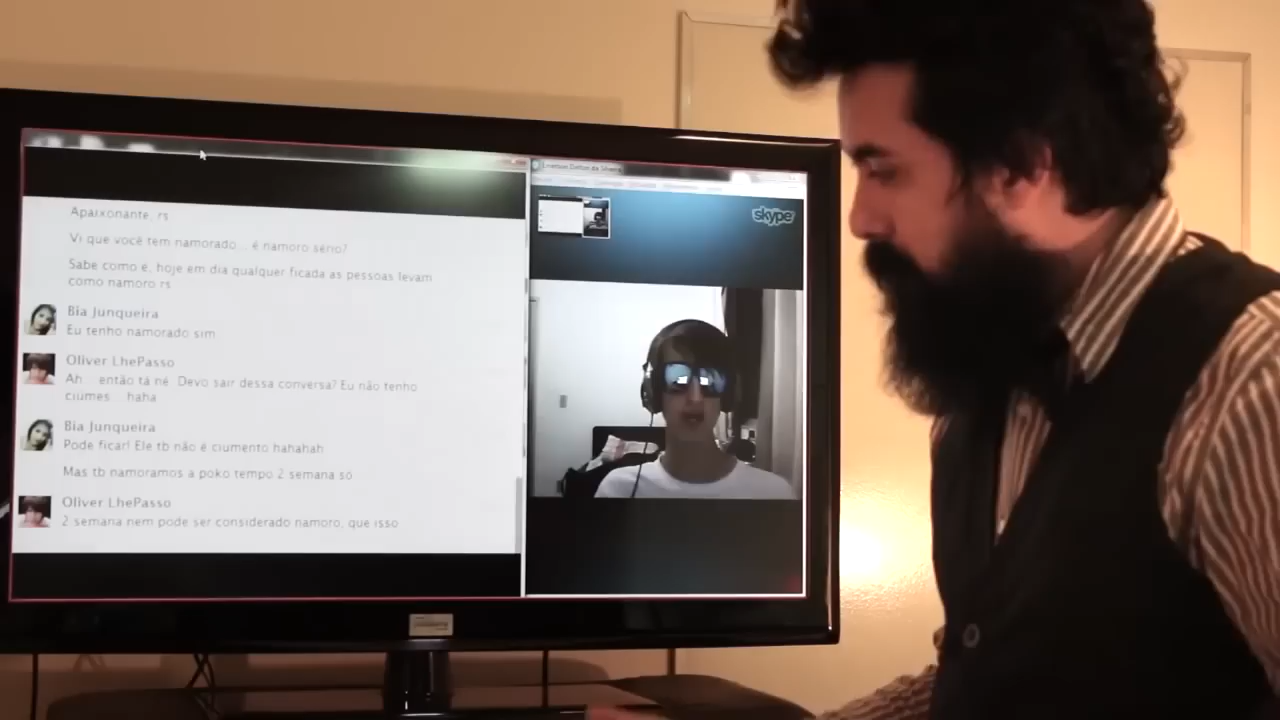 Apaixonante, rs
Vi que você tem namorado... é namoro sério?
Sabe como é, hoje em dia qualquer ficada as pessoas levam
como namoro rs
Bia Junqueira
Eu tenho namorado sim
Oliver LhePasso
Ah... então tá né. Devo sair dessa conversa? Eu não tenho
ciumes... haha
Bia Junqueira
Pode ficar! Ele tb não é ciumento hahahah
Mas tb namoramos a poko tempo 2 semana só
Oliver LhePasso
2 semana nem pode ser considerado namoro, que isso
skype